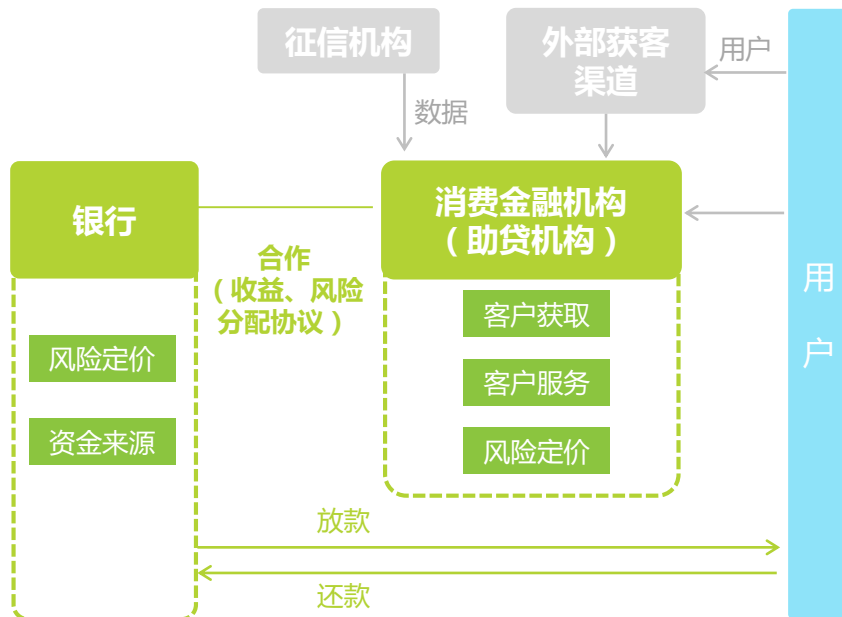 征信机构
外部获客
渠道
用户
数据
银行
消费金融机构
（助贷机构）
合作
（收益、风险
分配协议）
用
户
风险定价
资金来源
客户获取
客户服务
风险定价
放款
还款